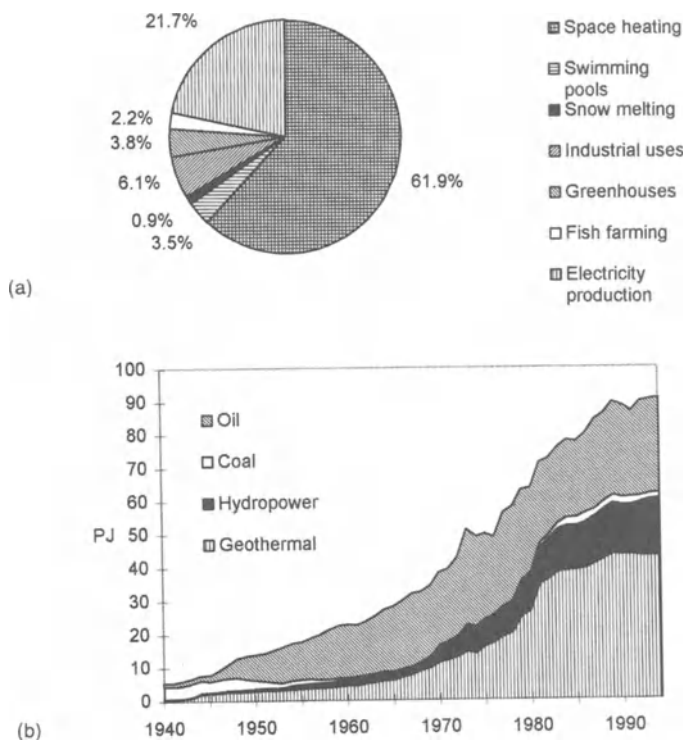 21.7%
2.2%
3.8%
6.1%
0.9%
3.5%
61.9%
Space heating
Swimming
pools
Snow melting
Industrial uses
Greenhouses
Fish farming
Electricity
production
(a)
100
90
80
70
60
50
40
30
20
10
0
PJ
Oil
Coal
Hydropower
Geothermal
1940
1950
1960
1970
1980
1990
(b)